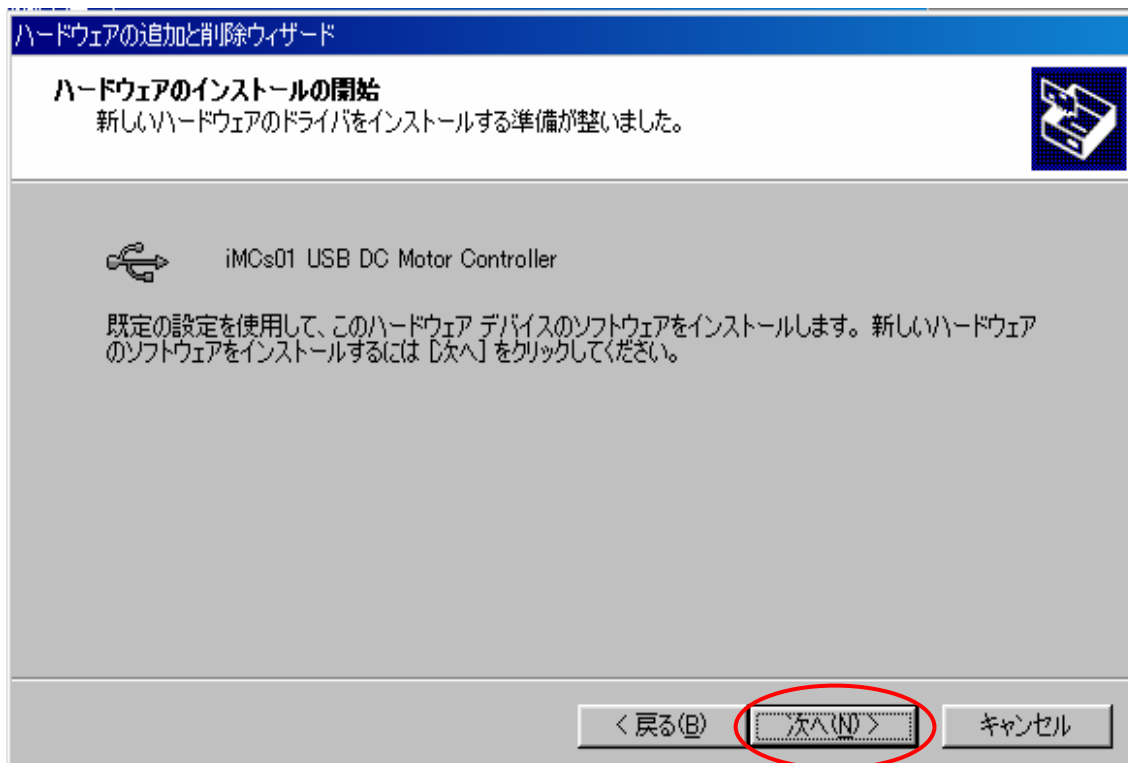 ハードウェアの追加と削除ウィザード
ハードウェアのインストールの開始
新しいハードウェアのドライバをインストールする準備が整いました。
iMCs01 USB DC Motor Controller
既定の設定を使用して、このハードウェア デバイスのソフトウェアをインストールします。新しいハードウェア
のソフトウェアをインストールするには [次へ] をクリックしてください。
< 戻る(B)
次へ(N) >
キャンセル